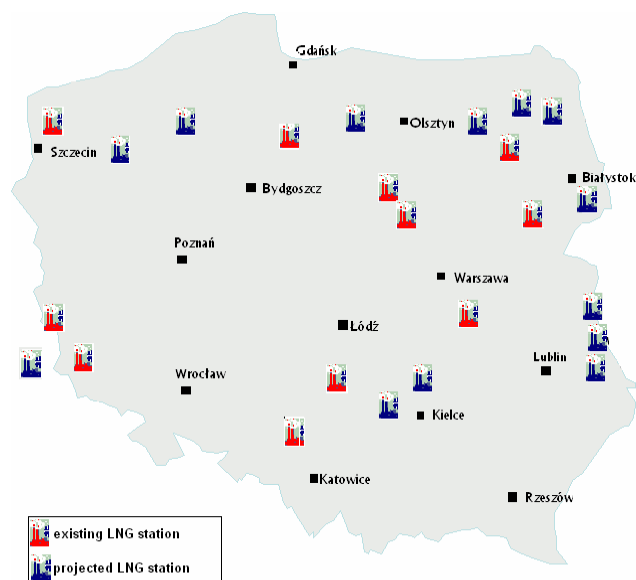 Gdańsk
Olsztyn
Szczecin
Białystok
Bydgoszcz
Poznań
Warszawa
Łódź
Lublin
Wrocław
Kielce
Katowice
Rzeszów
existing LNG station
projected LNG station